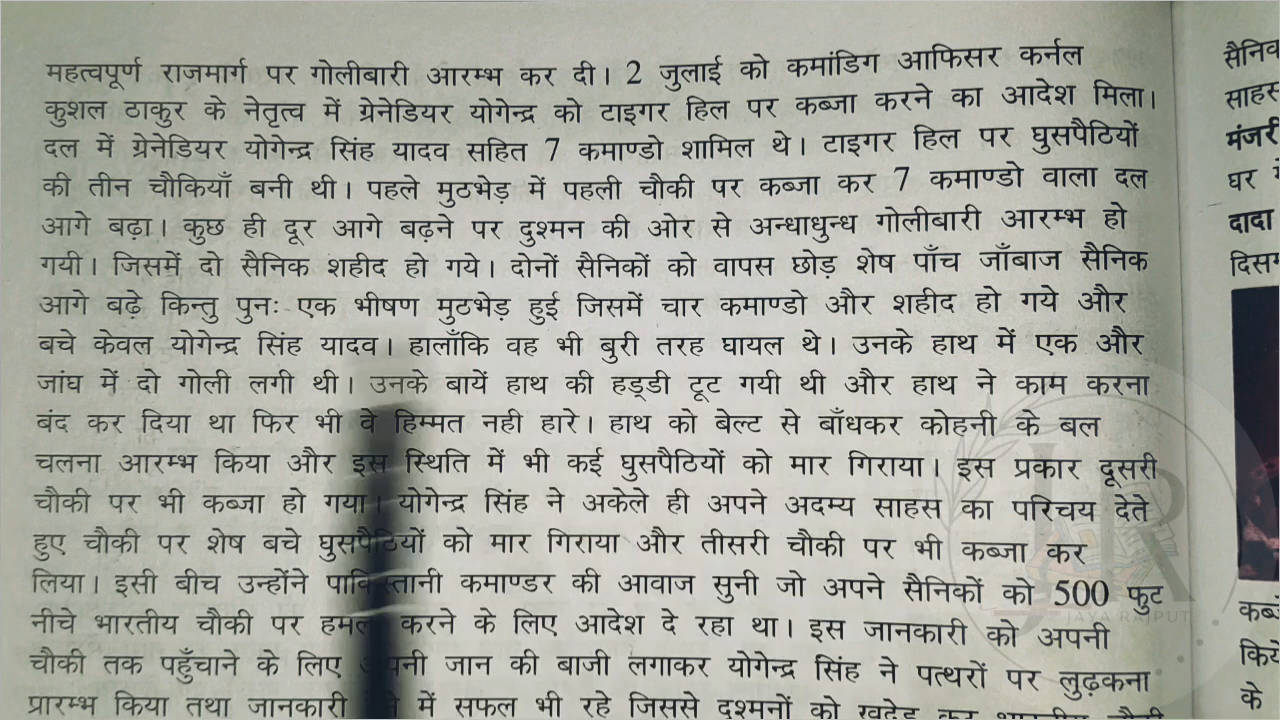 महत्वपूर्ण राजमार्ग पर गोलीबारी आरम्भ कर दी। 2 जुलाई को कमांडिग आफिसर कर्नल
कुशल ठाकुर के नेतृत्व में ग्रेनेडियर योगेन्द्र को टाइगर हिल पर कब्जा करने का आदेश मिला।
दल में ग्रेनेडियर योगेन्द्र सिंह यादव सहित 7 कमाण्डो शामिल थे। टाइगर हिल पर घुसपैठियों
की तीन चौकियाँ बनी थी। पहले मुठभेड़ में पहली चौकी पर कब्जा कर 7 कमाण्डो वाला दल
आगे बढ़ा। कुछ ही दूर आगे बढ़ने पर दुश्मन की ओर से अन्धाधुन्ध गोलीबारी आरम्भ हो
गयी। जिसमें दो सैनिक शहीद हो गये। दोनों सैनिकों को वापस छोड़ शेष पाँच जाँबाज सैनिक
आगे बढ़े किन्तु पुनः एक भीषण मुठभेड़ हुई जिसमें चार कमाण्डो और शहीद हो गये और
बचे केवल योगेन्द्र सिंह यादव। हालाँकि वह भी बुरी तरह घायल थे। उनके हाथ में एक और
जांघ में दो गोली लगी थी। उनके बायें हाथ की हड्डी टूट गयी थी और हाथ ने काम करना
बंद कर दिया था फिर भी वे हिम्मत नही हारे। हाथ को बेल्ट से बाँधकर कोहनी के बल
चलना आरम्भ किया और इस स्थिति में भी कई घुसपैठियों को मार गिराया। इस प्रकार दूसरी
चौकी पर भी कब्जा हो गया। योगेन्द्र सिंह ने अकेले ही अपने अदम्य साहस का परिचय देते
हुए चौकी पर शेष बचे घुसपैठियों को मार गिराया और तीसरी चौकी पर भी कब्जा कर
लिया। इसी बीच उन्होंने पाकिस्तानी कमाण्डर की आवाज सुनी जो अपने सैनिकों को 500 फुट
नीचे भारतीय चौकी पर करने के लिए आदेश दे रहा था। इस जानकारी को अपनी
चौकी तक पहुँचाने के लिए जान की बाजी लगाकर योगेन्द्र सिंह ने पत्थरों पर लुढ़कना
प्रारम्भ किया तथा जानकारी में सफल भी रहे जिससे दुश्मनों को खदेड़ कर
घर
दादा
के
JR
JAYA RAJPUT